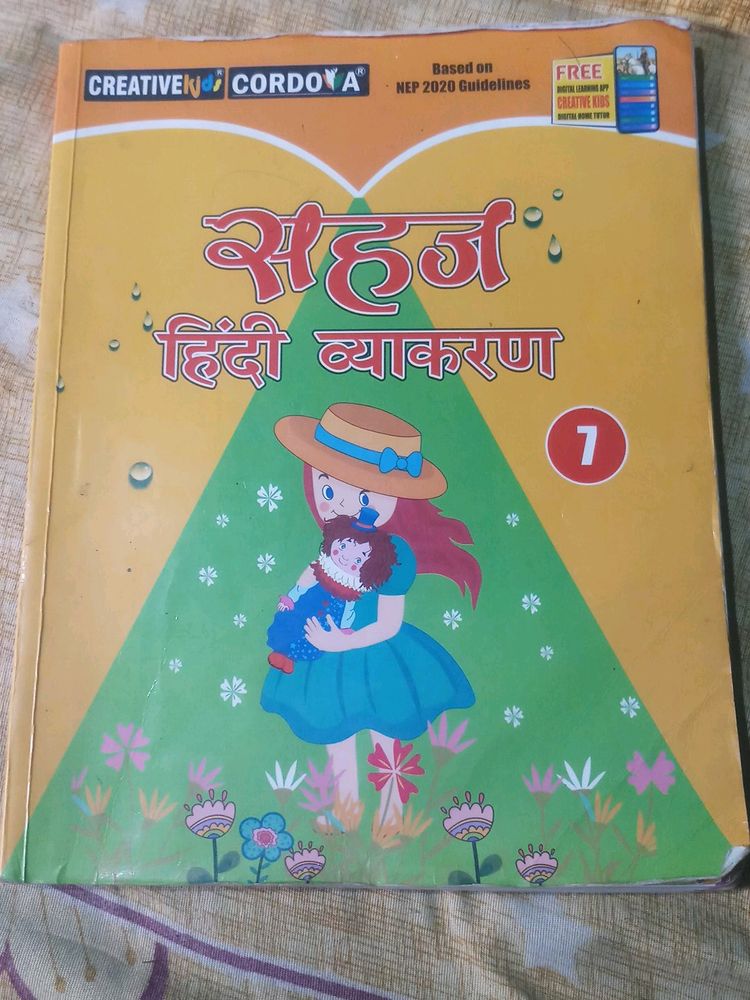 CREATIVE kids® CORDOVA®
Based on
NEP 2020 Guidelines
FREE
DIGITAL LEARNING APP
CREATIVE KIDS
DIGITAL HOME TUTOR
सहज
हिंदी व्याकरण
7